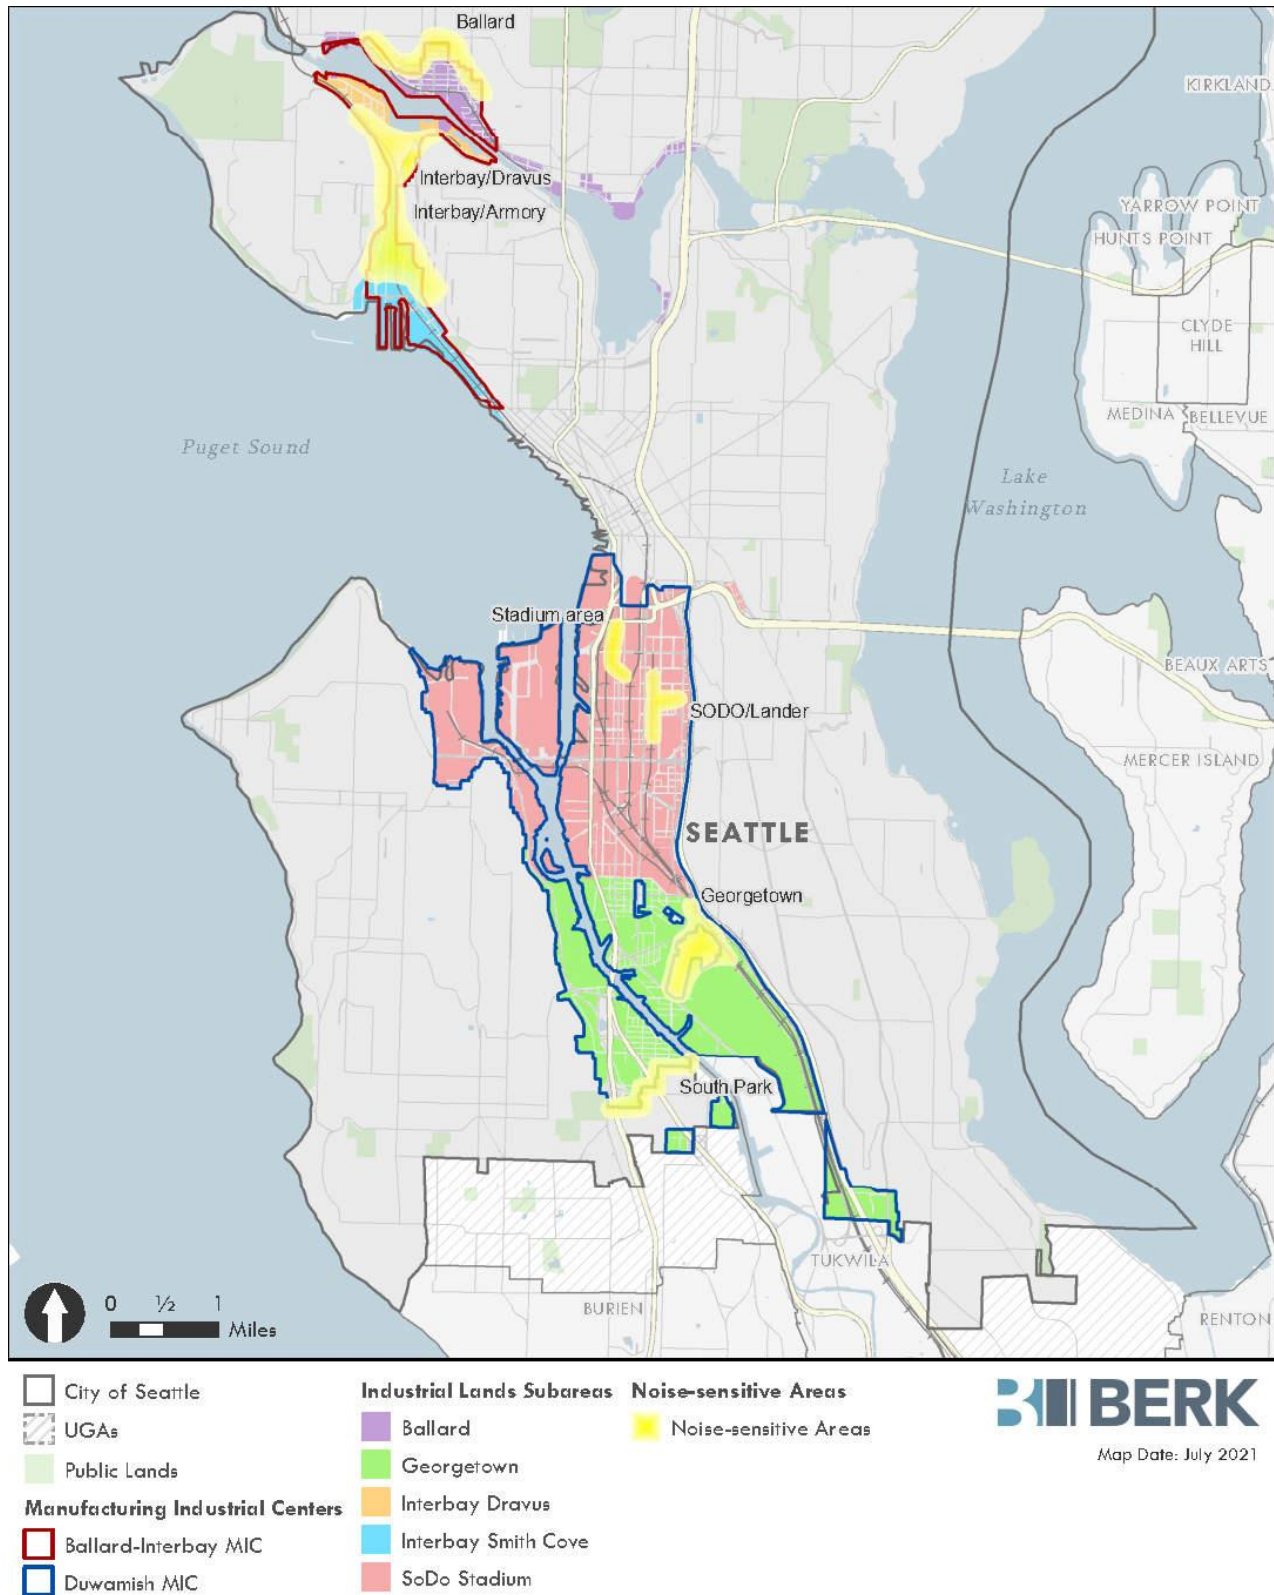 Ballard
KIRKLAND
Interbay/Dravus
Interbay/Armory
YARROW POINT
HUNTS POINT
CLYDE
HILL
MEDINA
BELLEVUE
Puget Sound
Lake
Washington
Stadium area
BEAUX ARTS
SODO/Lander
MERCER ISLAND
SEATTLE
Georgetown
South Park
TUKWILA
BURIEN
RENTON
0 ½ 1
Miles
City of Seattle
UGAs
Public Lands
Manufacturing Industrial Centers
Ballard-Interbay MIC
Duwamish MIC
Industrial Lands Subareas
Ballard
Georgetown
Interbay Dravus
Interbay Smith Cove
SoDo Stadium
Noise-sensitive Areas
Noise-sensitive Areas
BERK
Map Date: July 2021